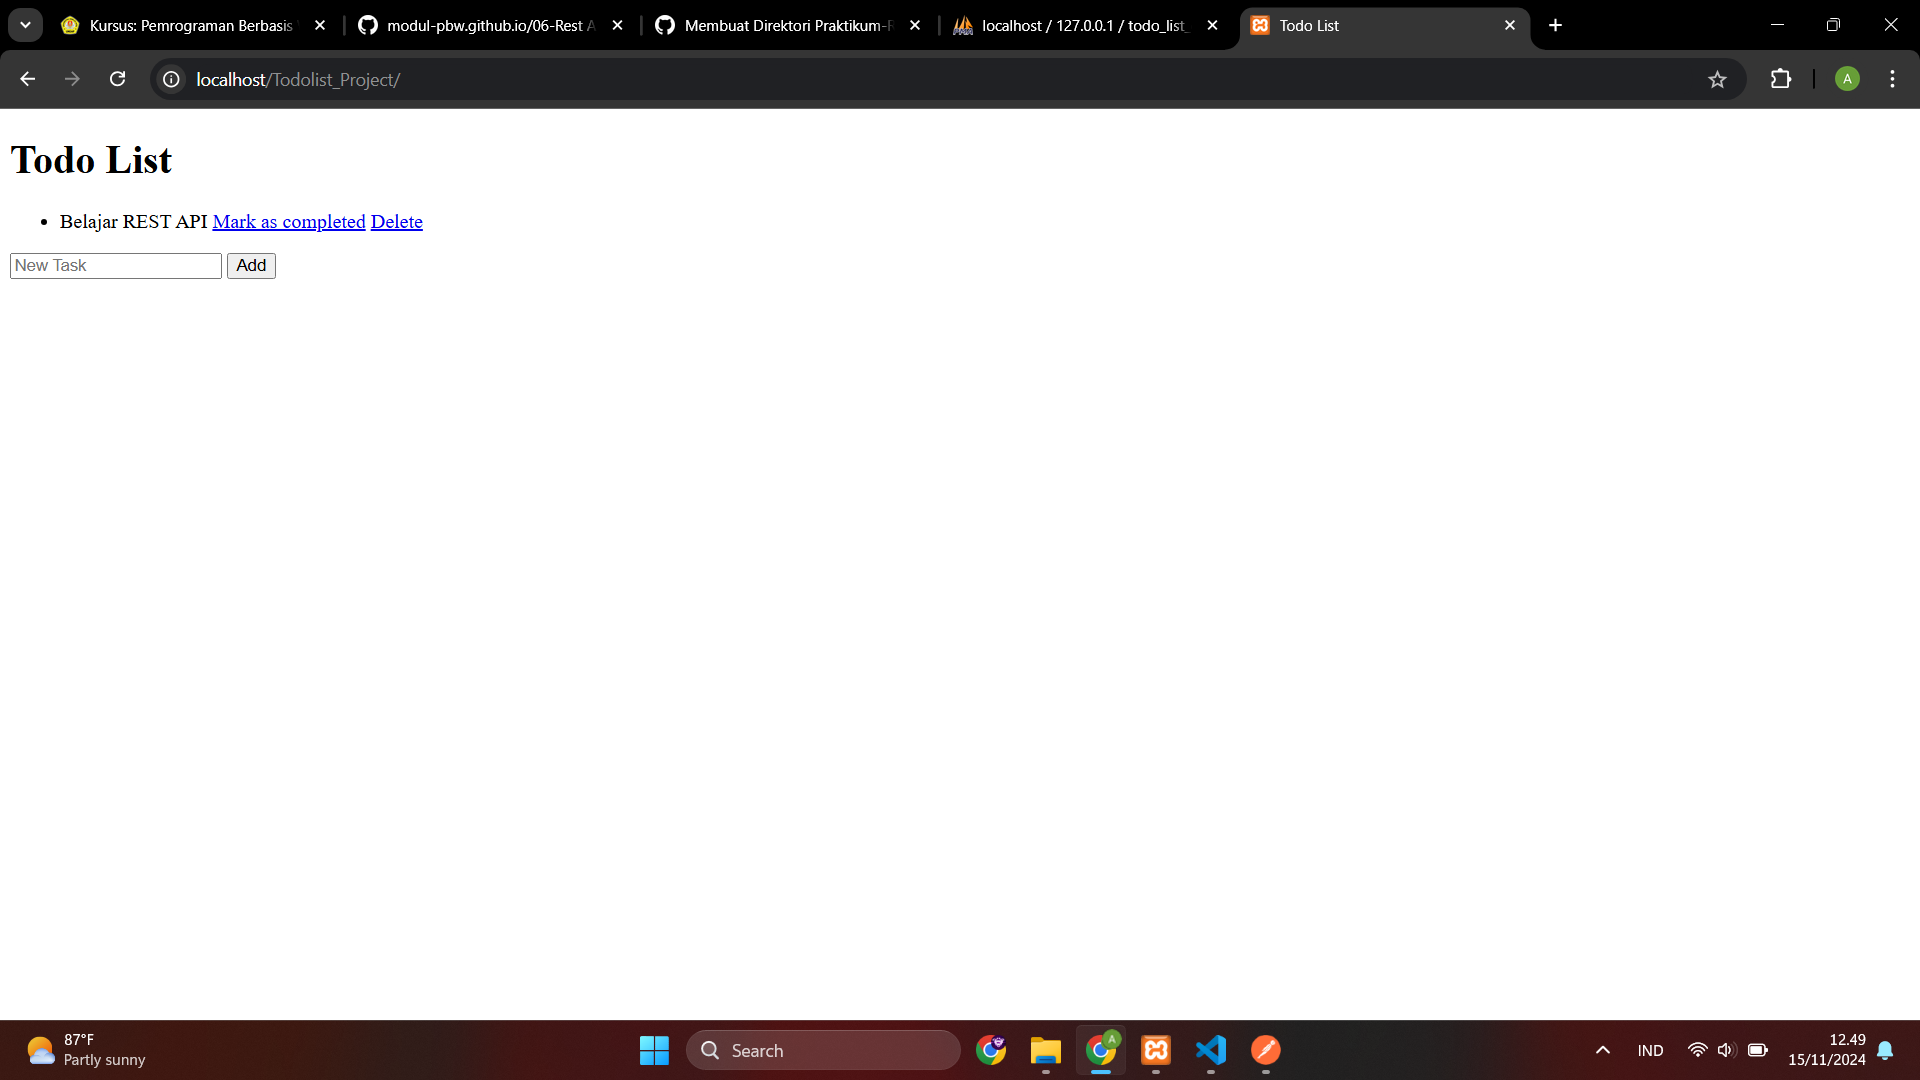 Kursus: Pemrograman Berbasis
modul-pbw.github.io/06-Rest A
Membuat Direktori Praktikum-R
localhost / 127.0.0.1 / todo_list_
Todo List
localhost/Todolist_Project/
A
Todo List
Belajar REST API Mark as completed Delete
New Task Add
87°F
Partly sunny
Search
A
IND
12.49
15/11/2024